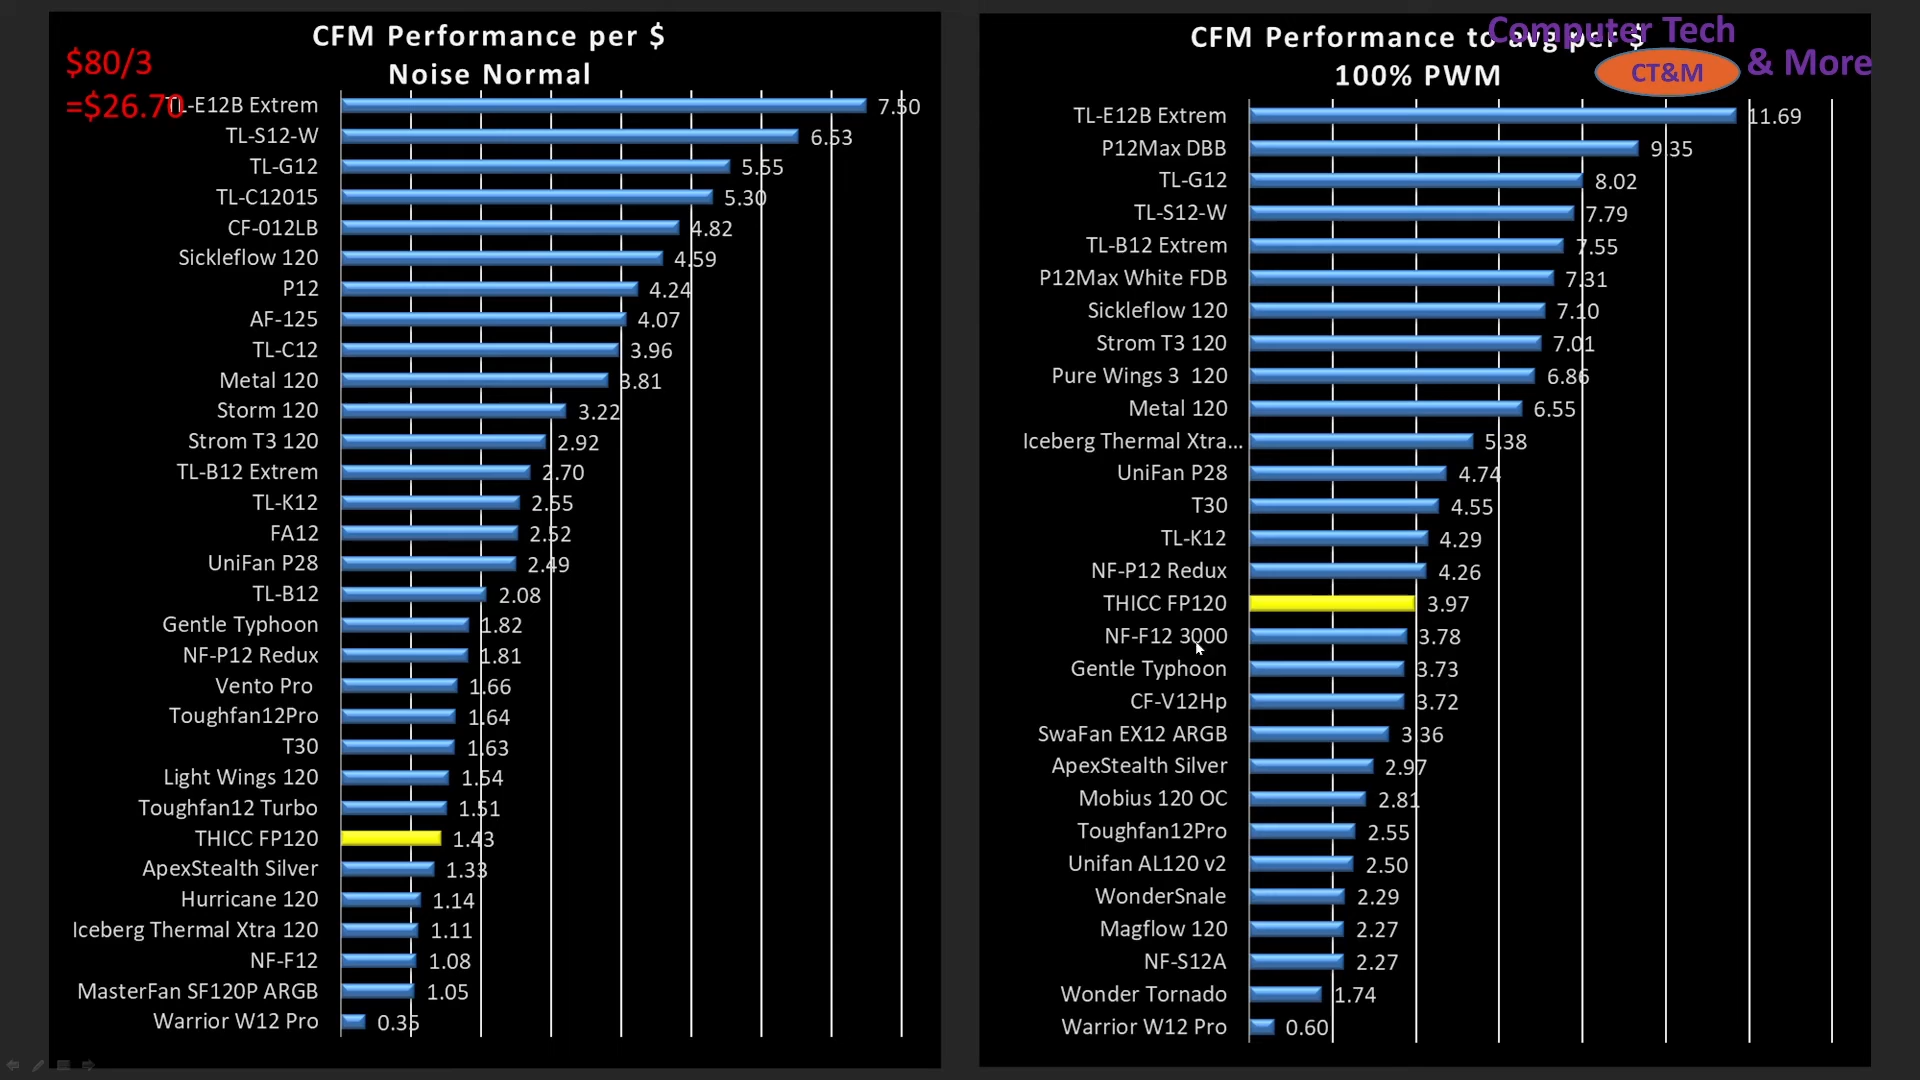 CFM Performance per $
Noise Normal
$80/3
=$26.70
TL-E12B Extrem 7.50
TL-S12-W 6.53
TL-G12 5.55
TL-C12015 5.30
CF-012LB 4.82
Sickleflow 120 4.59
P12 4.24
AF-125 4.07
TL-C12 3.96
Metal 120 3.81
Storm 120 3.22
Strom T3 120 2.92
TL-B12 Extrem 2.70
TL-K12 2.55
FA12 2.52
UniFan P28 2.49
TL-B12 2.08
Gentle Typhoon 1.82
NF-P12 Redux 1.81
Vento Pro 1.66
Toughfan12Pro 1.64
T30 1.63
Light Wings 120 1.54
Toughfan12 Turbo 1.51
THICC FP120 1.43
ApexStealth Silver 1.33
Hurricane 120 1.14
Iceberg Thermal Xtra 120 1.11
NF-F12 1.08
MasterFan SF120P ARGB 1.05
Warrior W12 Pro 0.35
CFM Performance to avg per $
100% PWM
Computer Tech
CT&M & More
TL-E12B Extrem 11.69
P12Max DBB 9.35
TL-G12 8.02
TL-S12-W 7.79
TL-B12 Extrem 7.55
P12Max White FDB 7.31
Sickleflow 120 7.10
Strom T3 120 7.01
Pure Wings 3 120 6.86
Metal 120 6.55
Iceberg Thermal Xtra... 5.38
UniFan P28 4.74
T30 4.55
TL-K12 4.29
NF-P12 Redux 4.26
THICC FP120 3.97
NF-F12 3000 3.78
Gentle Typhoon 3.73
CF-V12Hp 3.72
SwaFan EX12 ARGB 3.36
ApexStealth Silver 2.97
Mobius 120 OC 2.81
Toughfan12Pro 2.55
Unifan AL120 v2 2.50
WonderSnale 2.29
Magflow 120 2.27
NF-S12A 2.27
Wonder Tornado 1.74
Warrior W12 Pro 0.60